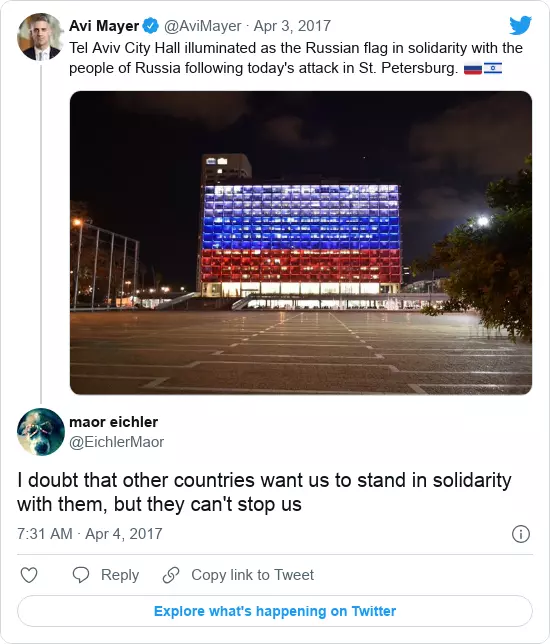 Avi Mayer @AviMayer · Apr 3, 2017
Tel Aviv City Hall illuminated as the Russian flag in solidarity with the
people of Russia following today's attack in St. Petersburg. 🇷🇺🇮🇱
maor eichler
@EichlerMaor
I doubt that other countries want us to stand in solidarity
with them, but they can't stop us
7:31 AM · Apr 4, 2017
Reply Copy link to Tweet
Explore what's happening on Twitter